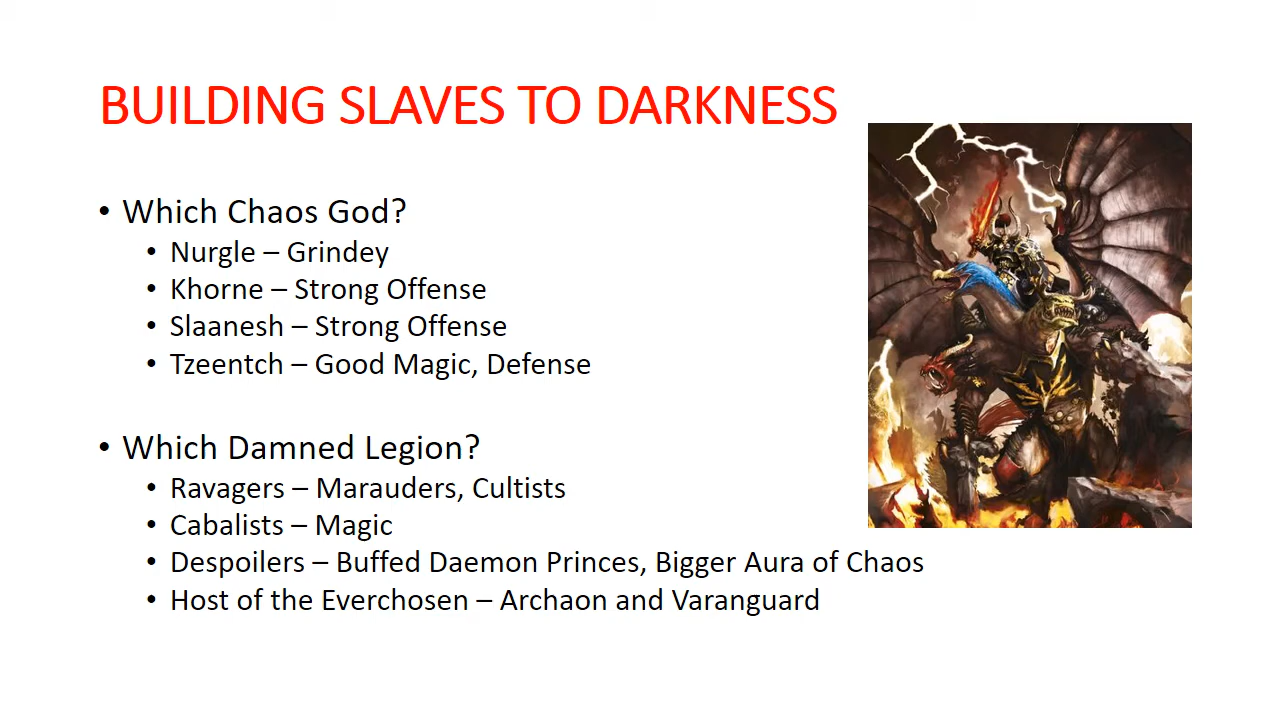 BUILDING SLAVES TO DARKNESS
• Which Chaos God?
• Nurgle – Grindey
• Khorne – Strong Offense
• Slaanesh – Strong Offense
• Tzeentch – Good Magic, Defense
• Which Damned Legion?
• Ravagers – Marauders, Cultists
• Cabalists – Magic
• Despoilers – Buffed Daemon Princes, Bigger Aura of Chaos
• Host of the Everchosen – Archaon and Varanguard